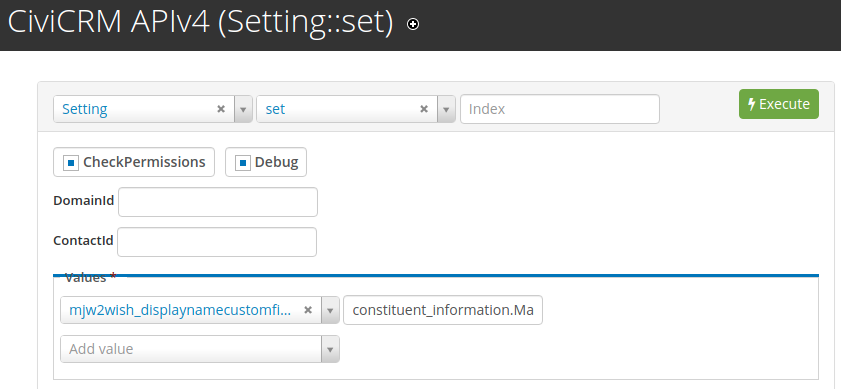 CiviCRM APIv4 (Setting::set)
Setting set Index Execute
CheckPermissions Debug
DomainId
ContactId
Values *
mjw2wish_displaynamecustomfi... constituent_information.Ma
Add value